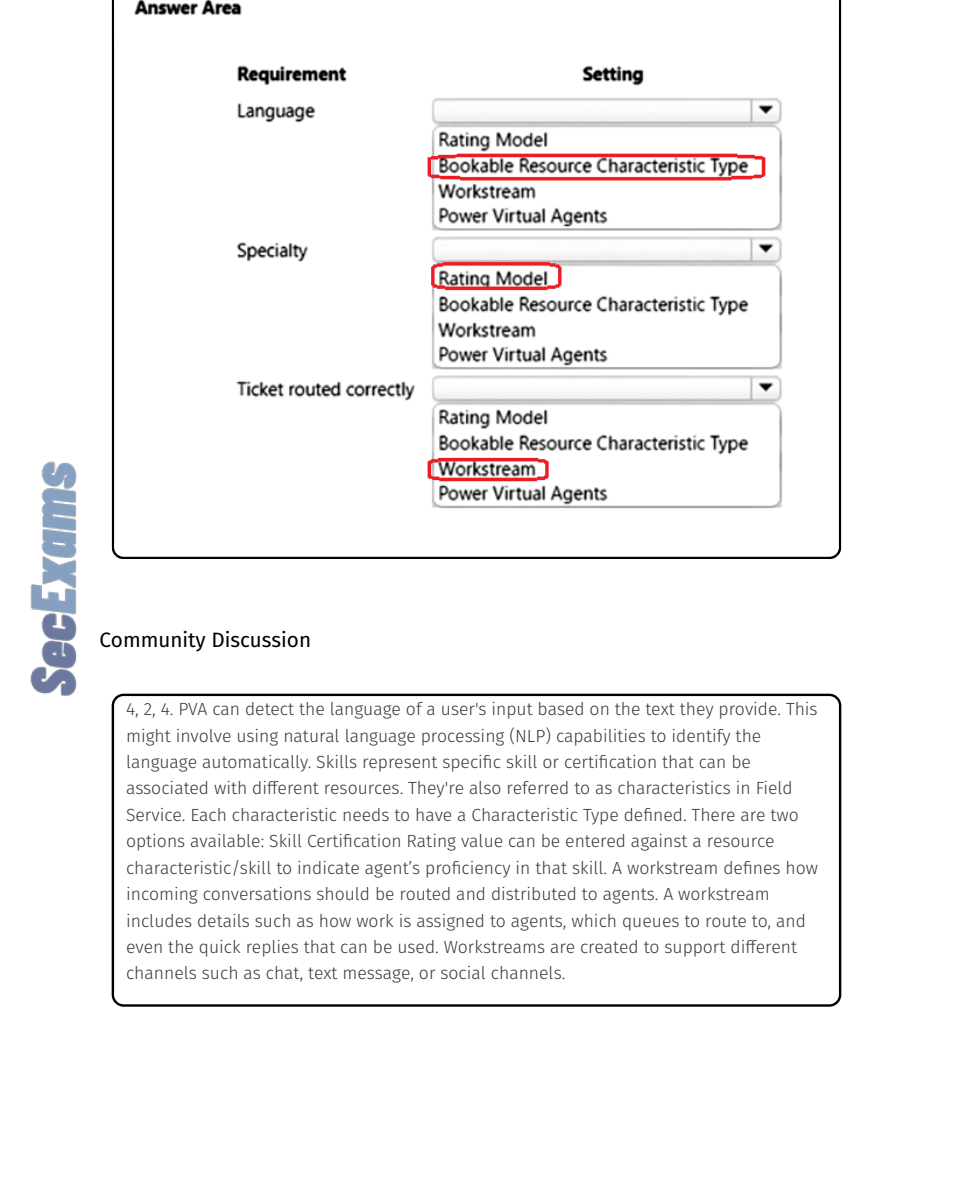 Answer Area
Requirement Setting
Language
Rating Model
Bookable Resource Characteristic Type
Workstream
Power Virtual Agents
Specialty
Rating Model
Bookable Resource Characteristic Type
Workstream
Power Virtual Agents
Ticket routed correctly
Rating Model
Bookable Resource Characteristic Type
Workstream
Power Virtual Agents
SecExams
Community Discussion
4, 2, 4. PVA can detect the language of a user's input based on the text they provide. This
might involve using natural language processing (NLP) capabilities to identify the
language automatically. Skills represent specific skill or certification that can be
associated with different resources. They're also referred to as characteristics in Field
Service. Each characteristic needs to have a Characteristic Type defined. There are two
options available: Skill Certification Rating value can be entered against a resource
characteristic/skill to indicate agent’s proficiency in that skill. A workstream defines how
incoming conversations should be routed and distributed to agents. A workstream
includes details such as how work is assigned to agents, which queues to route to, and
even the quick replies that can be used. Workstreams are created to support different
channels such as chat, text message, or social channels.